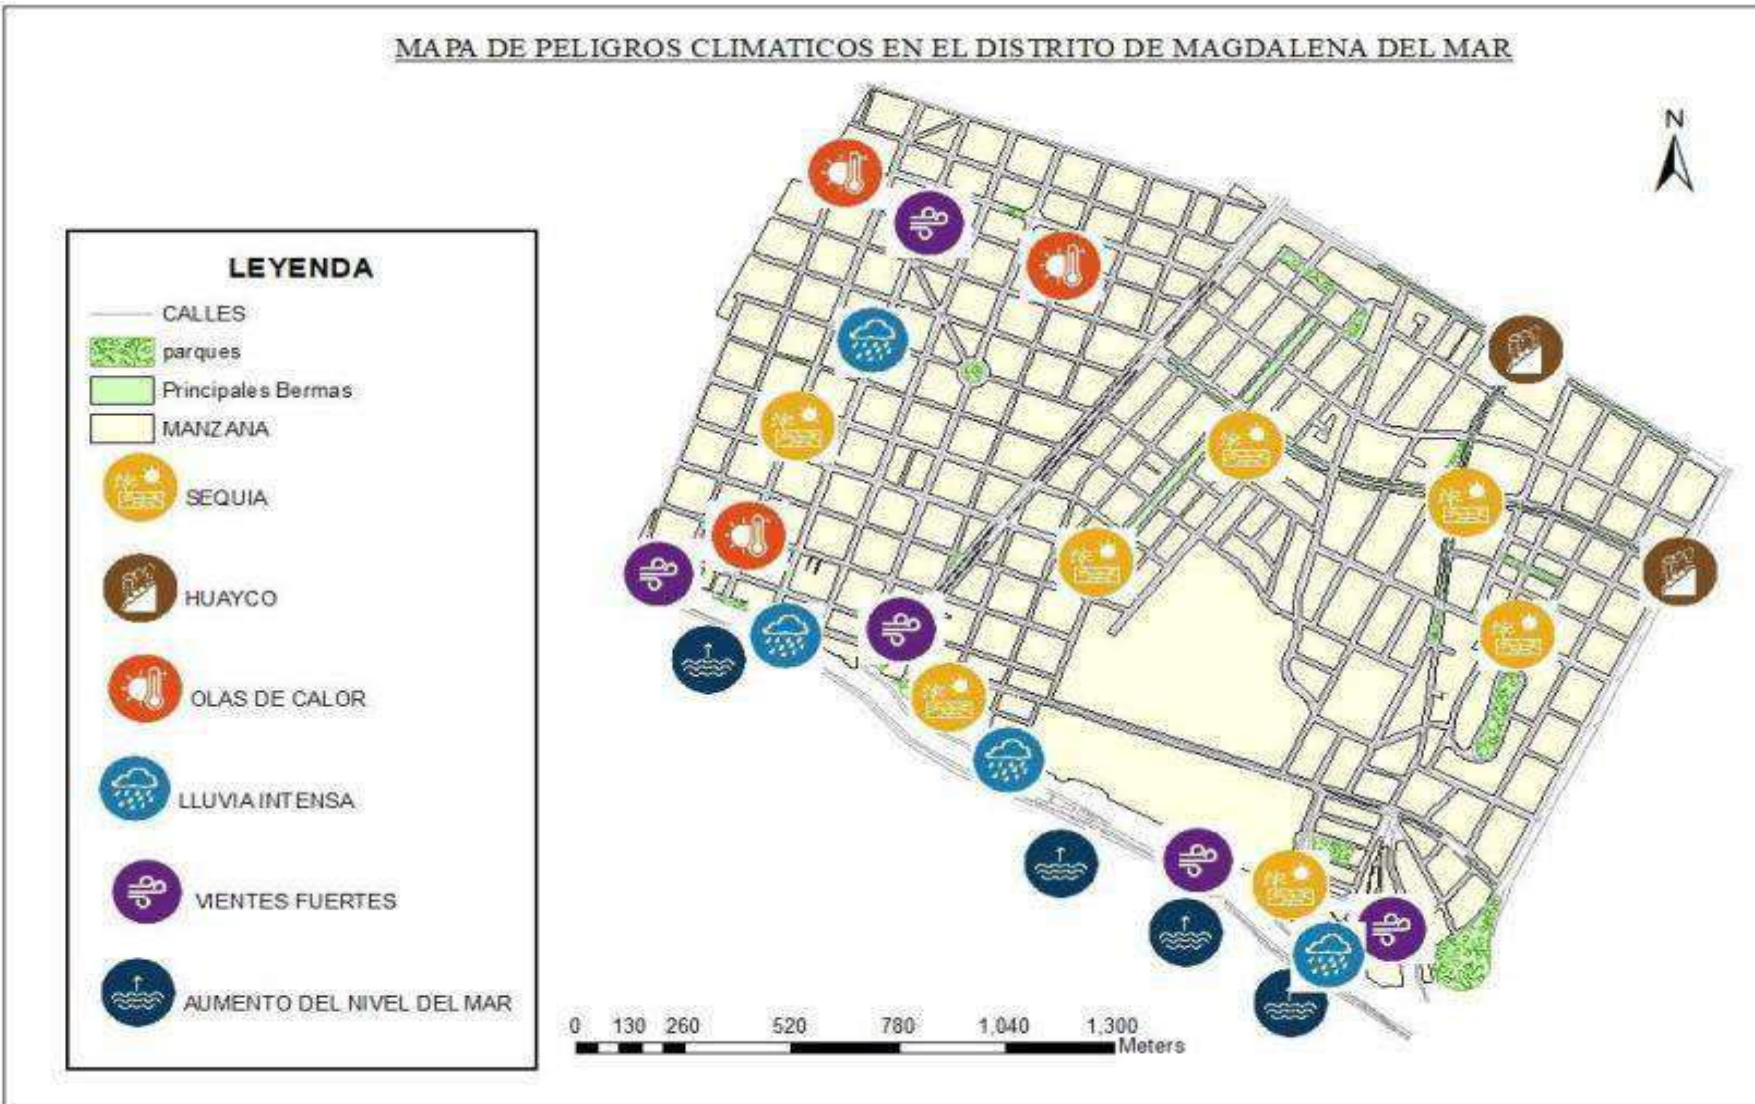 MAPA DE PELIGROS CLIMATICOS EN EL DISTRITO DE MAGDALENA DEL MAR
N
LEYENDA
CALLES
parques
Principales Bermas
MANZANA
SEQUIA
HUAYCO
OLAS DE CALOR
LLUVIA INTENSA
VIENTES FUERTES
AUMENTO DEL NIVEL DEL MAR
0 130 260 520 780 1,040 1,300
Meters